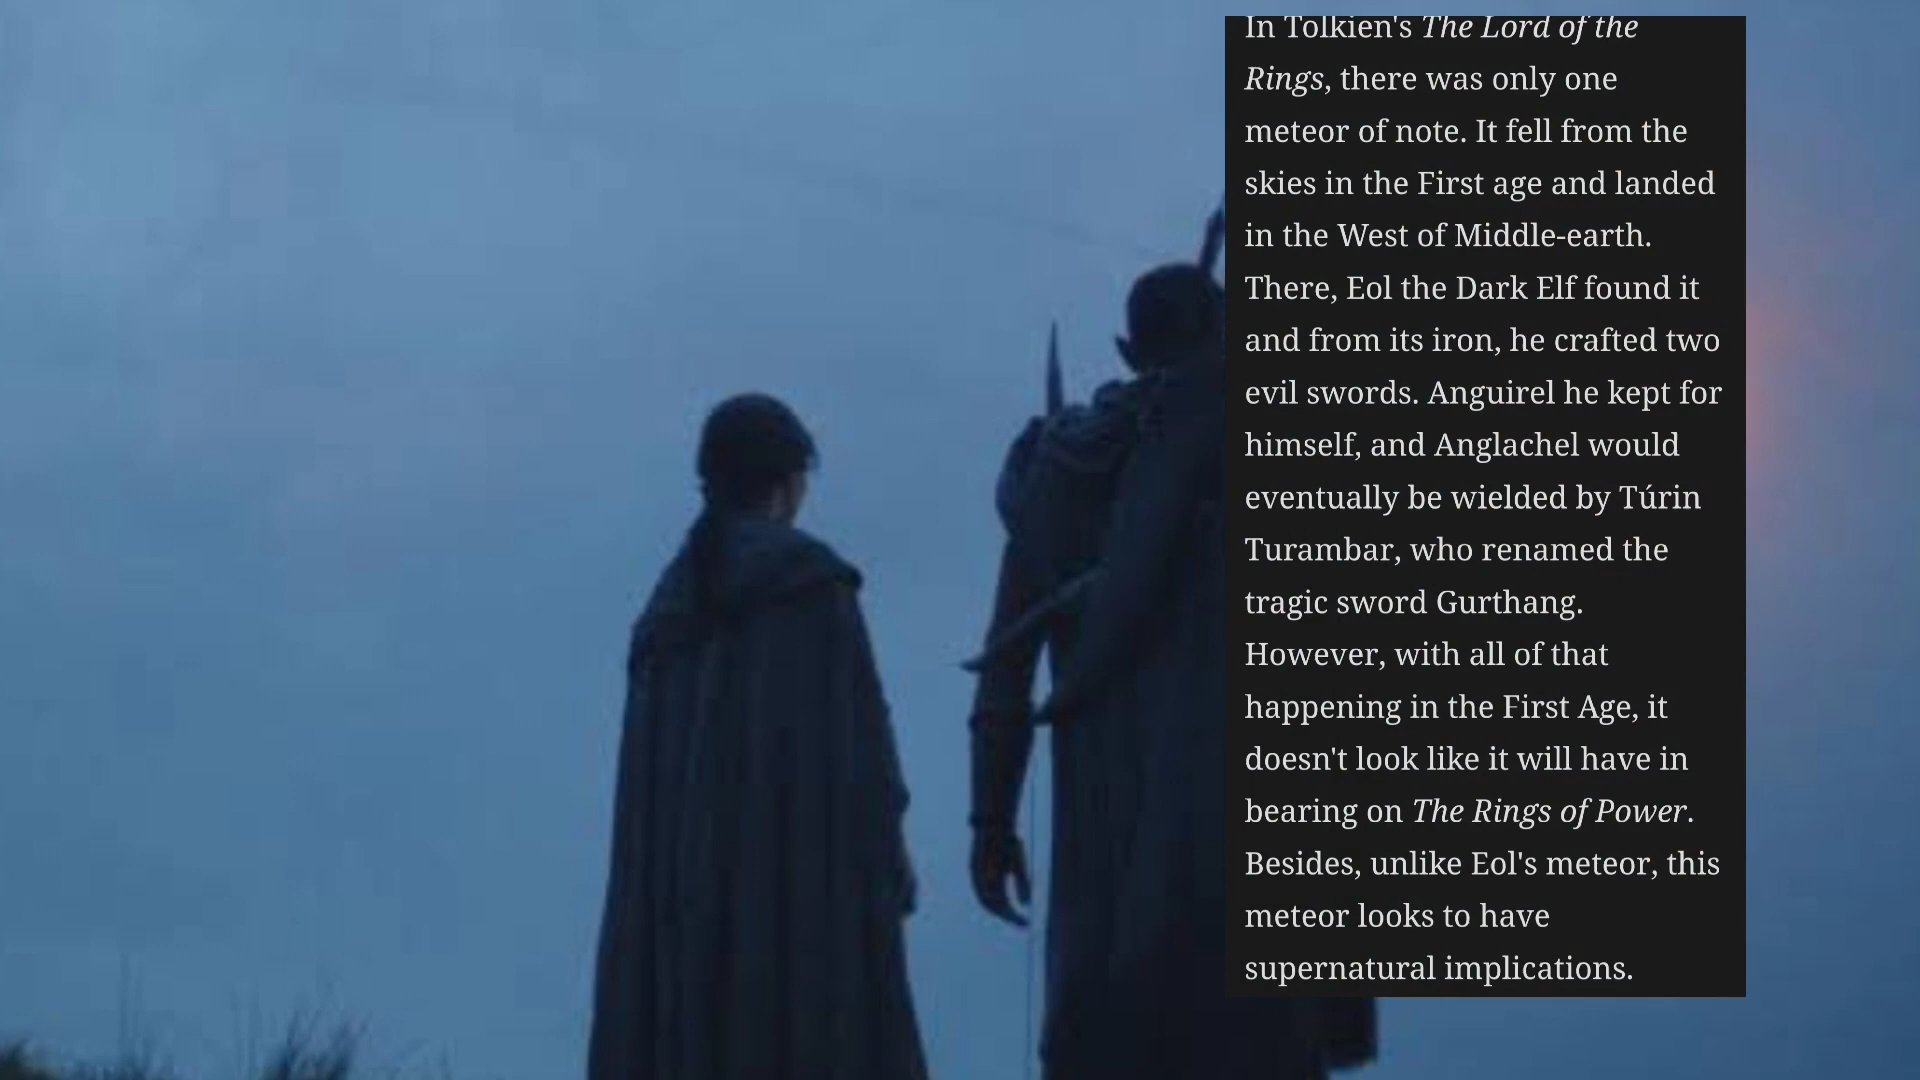 In Tolkien's The Lord of the
Rings, there was only one
meteor of note. It fell from the
skies in the First age and landed
in the West of Middle-earth.
There, Eol the Dark Elf found it
and from its iron, he crafted two
evil swords. Anguirel he kept for
himself, and Anglachel would
eventually be wielded by Túrin
Turambar, who renamed the
tragic sword Gurthang.
However, with all of that
happening in the First Age, it
doesn't look like it will have in
bearing on The Rings of Power.
Besides, unlike Eol's meteor, this
meteor looks to have
supernatural implications.